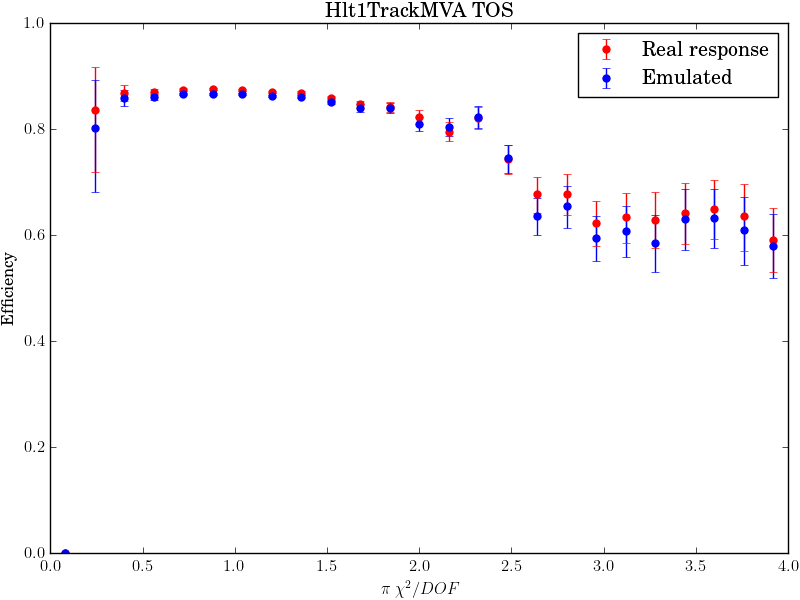 Hlt1TrackMVA TOS
Real response
Emulated
Efficiency
1.0
0.8
0.6
0.4
0.2
0.0
0.0 0.5 1.0 1.5 2.0 2.5 3.0 3.5 4.0
π χ²/DOF